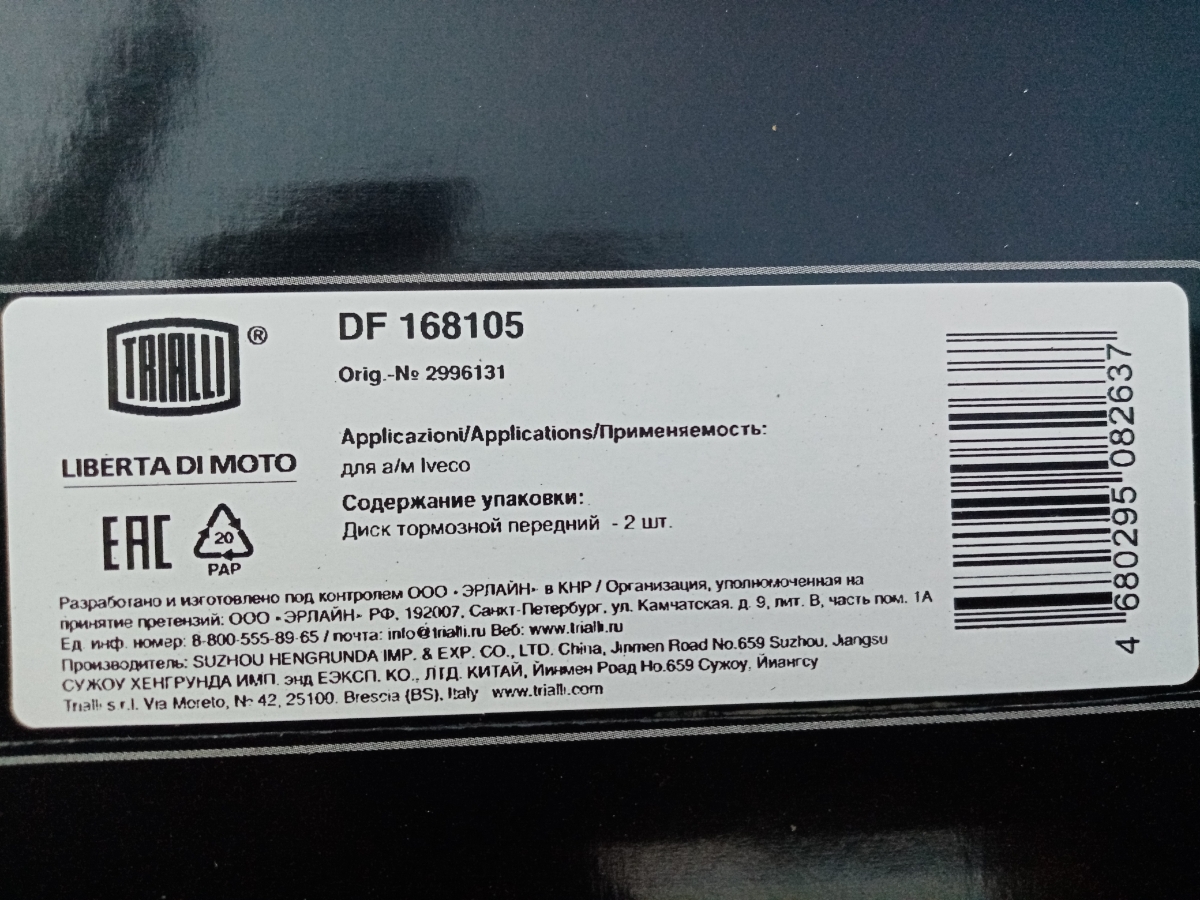 TRIALLI ®
LIBERTA DI MOTO
EAC
20
PAP
DF 168105
Orig.-№ 2996131
Applicazioni/Applications/Применяемость:
для а/м Iveco
Содержание упаковки:
Диск тормозной передний - 2 шт.
4 680295 082637
Разработано и изготовлено под контролем ООО «ЭРЛАЙН» в КНР / Организация, уполномоченная на
принятие претензий: ООО «ЭРЛАЙН» РФ, 192007, Санкт-Петербург, ул. Камчатская, д. 9, лит. В, часть пом. 1А
Ед. инф. номер: 8-800-555-89-65 / почта: info@trialli.ru Веб: www.trialli.ru
Производитель: SUZHOU HENGRUNDA IMP. & EXP. CO., LTD. China, Jinmen Road No.659 Suzhou, Jiangsu
СУЖОУ ХЕНГРУНДА ИМП. энд ЕЭКСП. КО., ЛТД. КИТАЙ, Йинмен Роад Но.659 Сужоу, Йиангсу
Trialli s.r.l. Via Moreto, № 42, 25100. Brescia (BS). Italy www.trialli.com